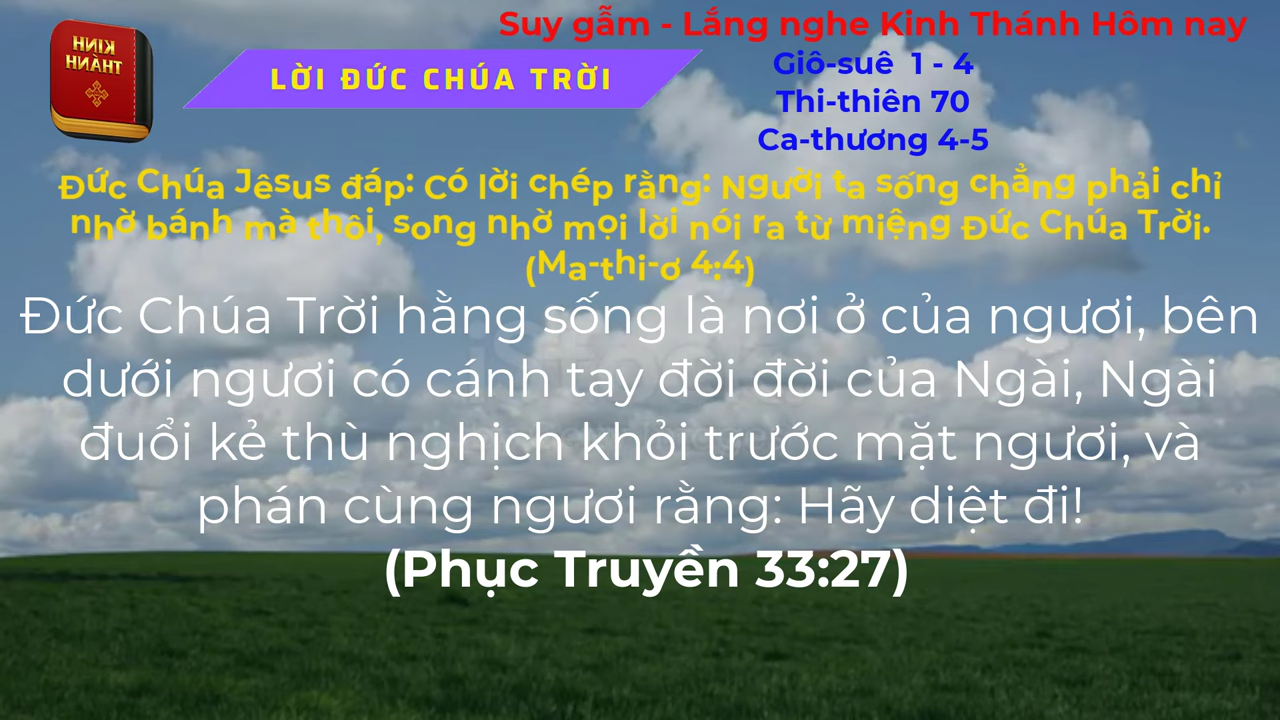 KINH
THÁNH
Suy gẫm - Lắng nghe Kinh Thánh Hôm nay
LỜI ĐỨC CHÚA TRỜI
Giô-suê 1 - 4
Thi-thiên 70
Ca-thương 4-5
Đức Chúa Jêsus đáp: Có lời chép rằng: Người ta sống chẳng phải chỉ
nhờ bánh mà thôi, song nhờ mọi lời nói ra từ miệng Đức Chúa Trời.
(Ma-thi-ơ 4:4)
Đức Chúa Trời hằng sống là nơi ở của ngươi, bên
dưới ngươi có cánh tay đời đời của Ngài, Ngài
đuổi kẻ thù nghịch khỏi trước mặt ngươi, và
phán cùng ngươi rằng: Hãy diệt đi!
(Phục Truyền 33:27)